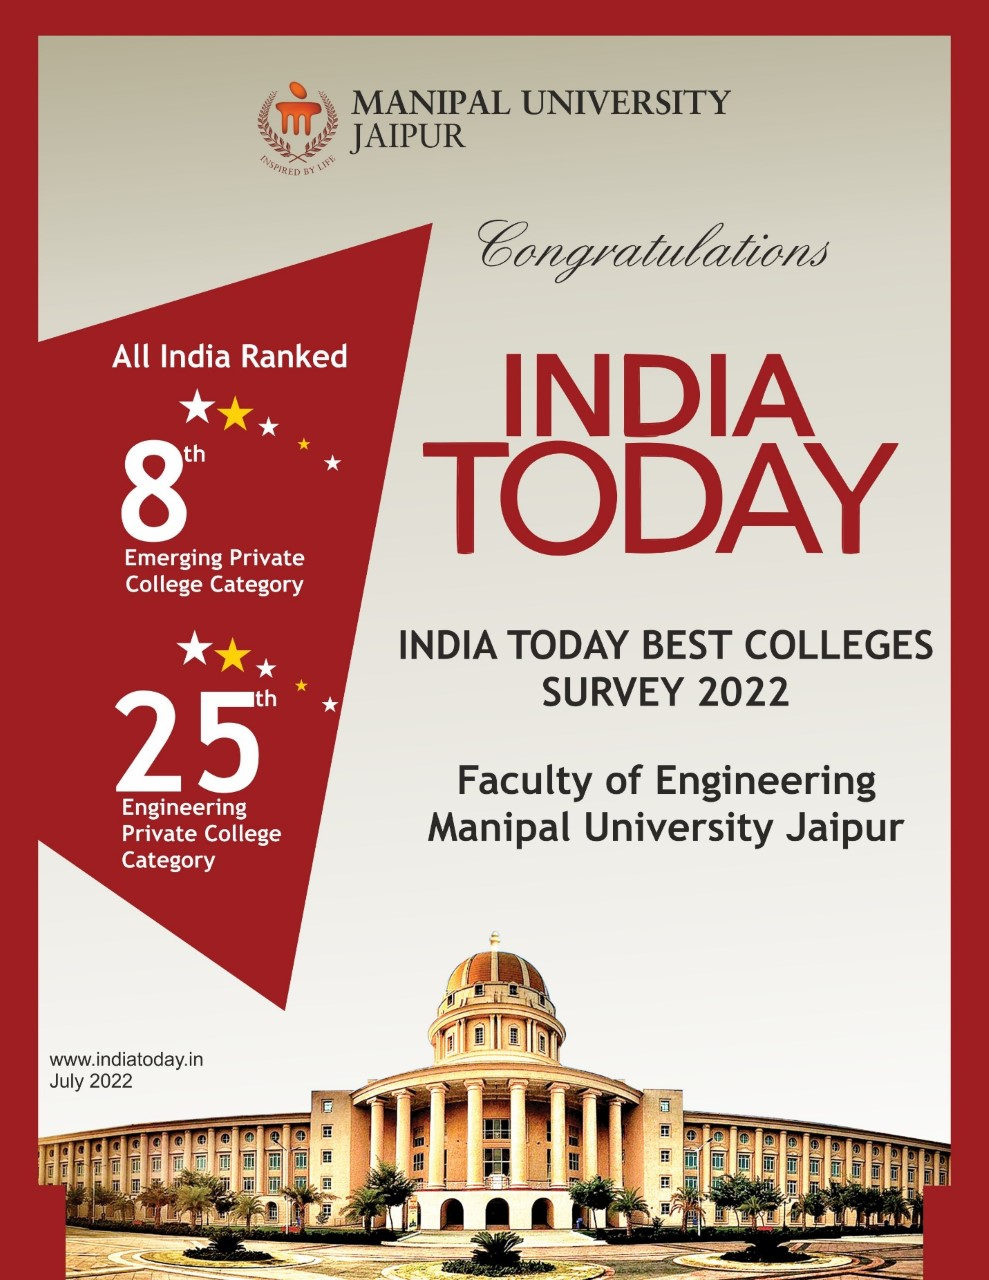 MANIPAL UNIVERSITY
JAIPUR
INSPIRED BY LIFE
Congratulations
All India Ranked
8th
Emerging Private
College Category
25th
Engineering
Private College
Category
INDIA
TODAY
INDIA TODAY BEST COLLEGES
SURVEY 2022
Faculty of Engineering
Manipal University Jaipur
www.indiatoday.in
July 2022